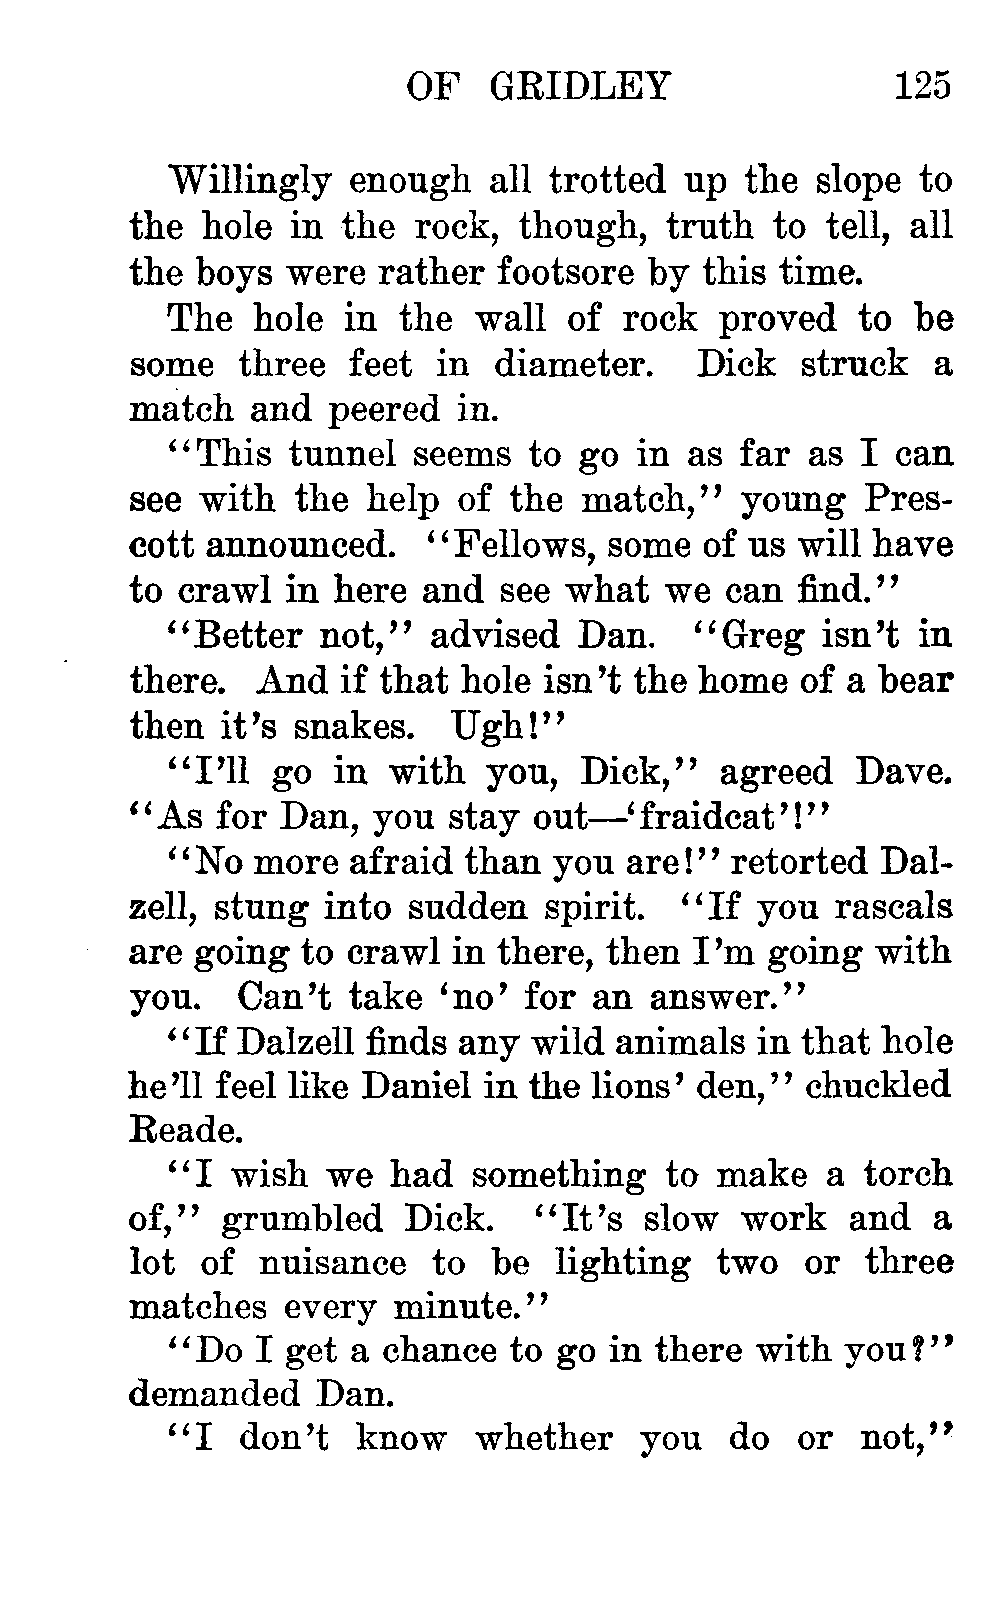 OF GRIDLEY 125
Willingly enough all trotted up the slope to
the hole in the rock, though, truth to tell, all
the boys were rather footsore by this time.
The hole in the wall of rock proved to be
some three feet in diameter. Dick struck a
match and peered in.
“This tunnel seems to go in as far as I can
see with the help of the match,” young Pres-
cott announced. “Fellows, some of us will have
to crawl in here and see what we can find.”
“Better not,” advised Dan. “Greg isn’t in
there. And if that hole isn’t the home of a bear
then it’s snakes. Ugh!”
“I’ll go in with you, Dick,” agreed Dave.
“As for Dan, you stay out—‘fraidcat’!”
“No more afraid than you are!” retorted Dal-
zell, stung into sudden spirit. “If you rascals
are going to crawl in there, then I’m going with
you. Can’t take ‘no’ for an answer.”
“If Dalzell finds any wild animals in that hole
he’ll feel like Daniel in the lions’ den,” chuckled
Reade.
“I wish we had something to make a torch
of,” grumbled Dick. “It’s slow work and a
lot of nuisance to be lighting two or three
matches every minute.”
“Do I get a chance to go in there with you?”
demanded Dan.
“I don’t know whether you do or not,”